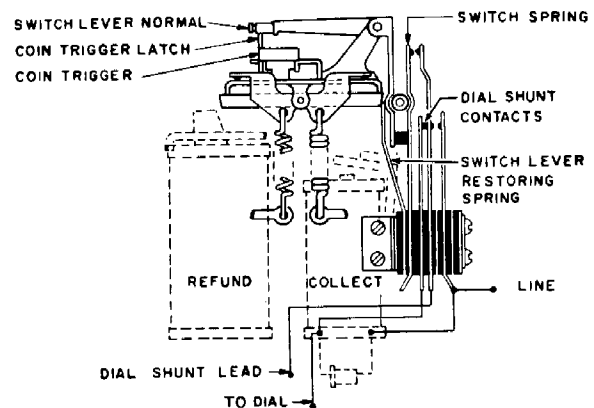 SWITCH LEVER NORMAL
COIN TRIGGER LATCH
COIN TRIGGER
SWITCH SPRING
DIAL SHUNT
CONTACTS
SWITCH LEVER
RESTORING
SPRING
REFUND
COLLECT
LINE
DIAL SHUNT LEAD
TO DIAL